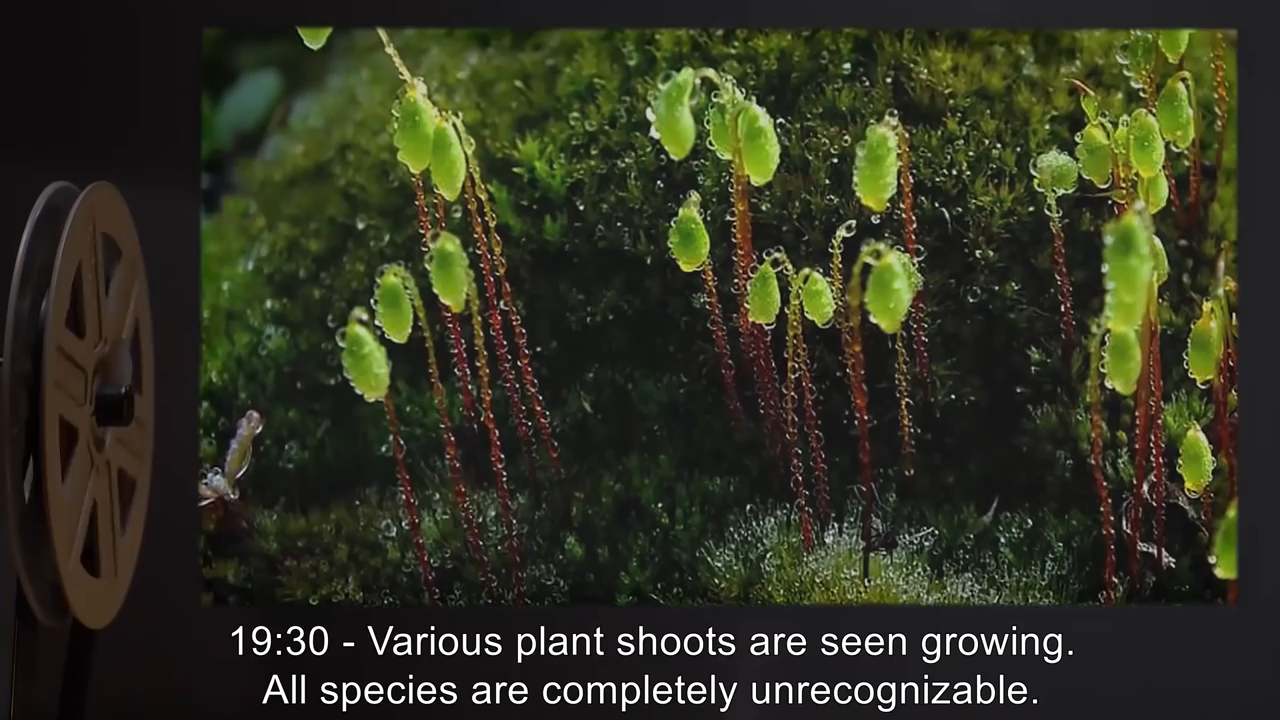 19:30 - Various plant shoots are seen growing.
All species are completely unrecognizable.